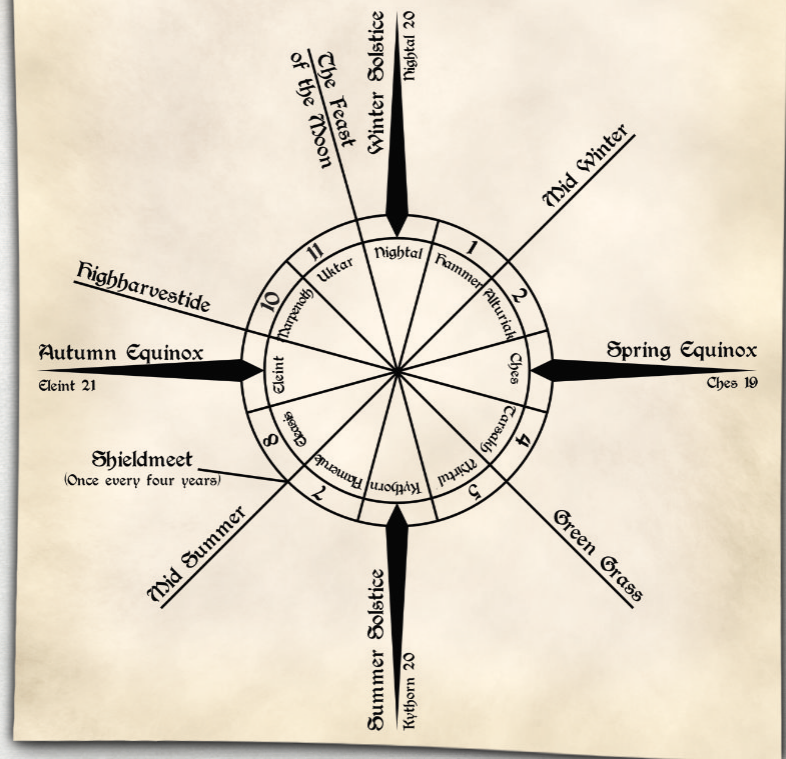 The Feast
of the Moon
Winter Solstice
Nightal 20
Mid Winter
Highharvestide
Autumn Equinox
Eleint 21
Spring Equinox
Ches 19
Shieldmeet
(Once every four years)
Mid Summer
Green Grass
Summer Solstice
Kythorn 20
1
2
4
5
7
8
10
11
Nightal
Hammer
Alturiak
Ches
Tarsakh
Mirtul
Kythorn
Flamerule
Eleasis
Eleint
Marpenoth
Uktar